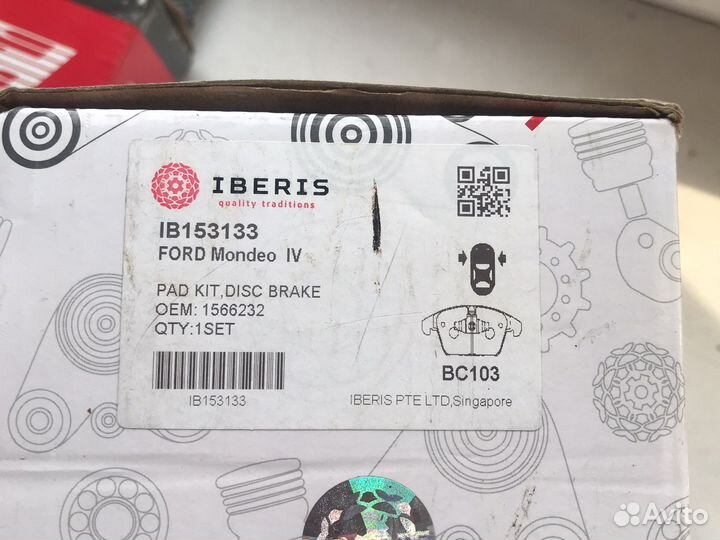 IBERIS
quality traditions
IB153133
FORD Mondeo IV
PAD KIT,DISC BRAKE
OEM: 1566232
QTY:1SET
BC103
IB153133
IBERIS PTE LTD,Singapore
Avito